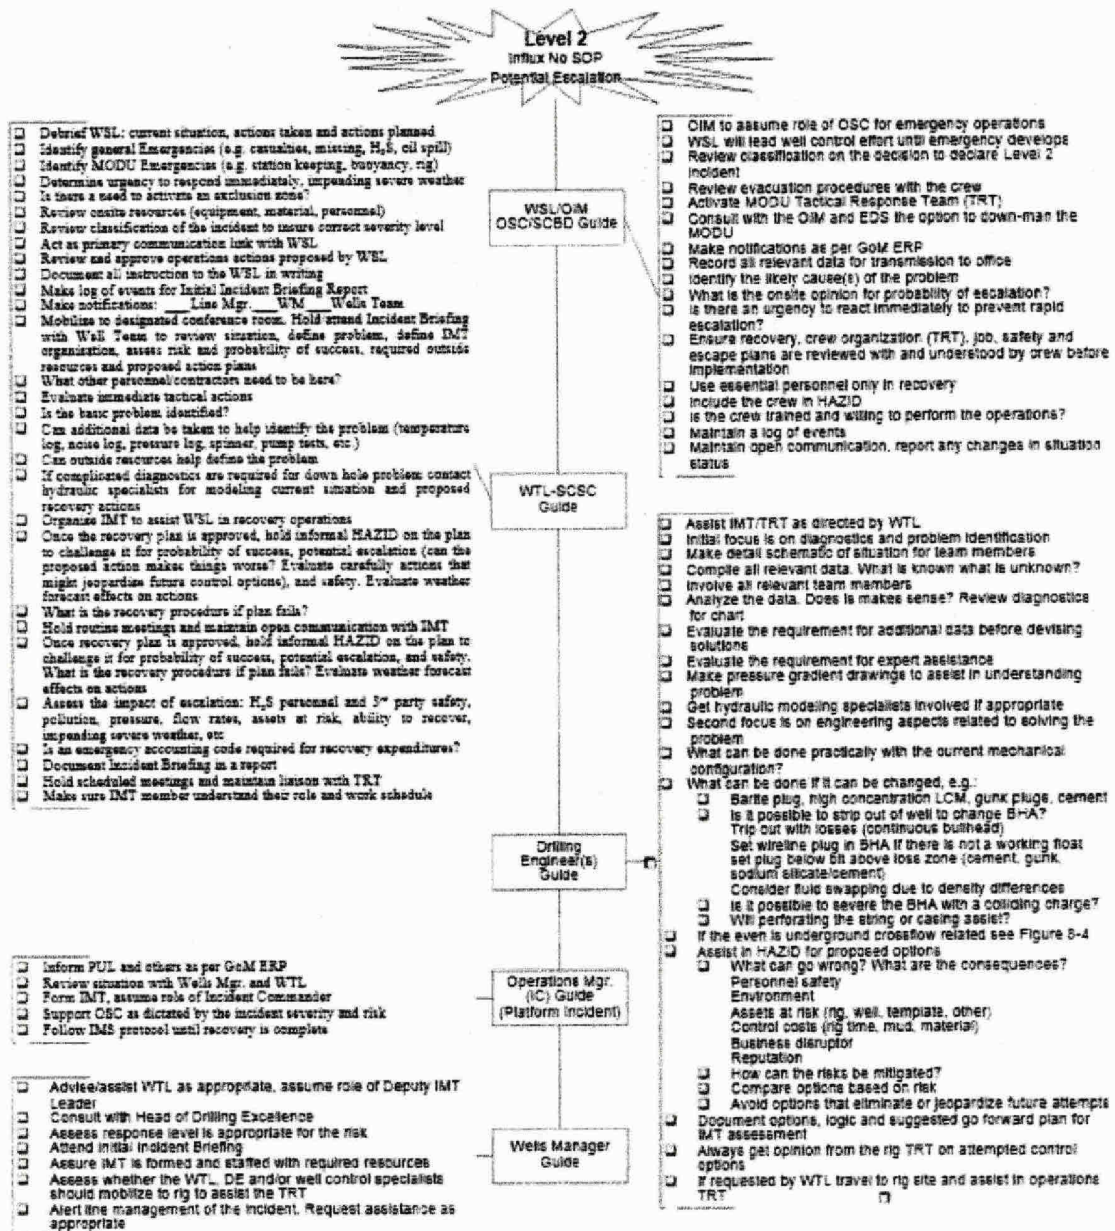 Level 2
Influx No SOP
Potential Escalation
Debrief WSL: current situation, actions taken and actions planned
Identify general Emergencies (e.g. casualties, missing, H₂S, oil spill)
Identify MODU Emergencies (e.g. station keeping, buoyancy, rig)
Determine urgency to respond immediately, impending severe weather
Is there a need to activate an exclusion zone?
Review onsite resources (equipment, material, personnel)
Review classification of the incident to insure correct severity level
Act as primary communication link with WSL
Review and approve operations actions proposed by WSL
Document all instruction to the WSL in writing
Make log of events for Initial Incident Briefing Report
Make notifications: ___Line Mgr. ___WM ___Wells Team
Mobilize to designated conference room. Hold/attend Incident Briefing
with Well Team to review situation, define problem, define IMT
organization, assess risk and probability of success, required outside
resources and proposed action plans
What other personnel/contractors need to be here?
Evaluate immediate tactical actions
Is the basic problem identified?
Can additional data be taken to help identify the problem (temperature
log, noise log, pressure log, spinner, pump tests, etc.)
Can outside resources help define the problem
If complicated diagnostics are required for down hole problem contact
hydraulic specialists for modeling current situation and proposed
recovery actions
Organize IMT to assist WSL in recovery operations
Once the recovery plan is approved, hold informal HAZID on the plan
to challenge it for probability of success, potential escalation (can the
proposed action makes things worse? Evaluate carefully actions that
might jeopardise future control options), and safety. Evaluate weather
forecast effects on actions
What is the recovery procedure if plan fails?
Hold routine meetings and maintain open communication with IMT
Once recovery plan is approved, hold informal HAZID on the plan to
challenge it for probability of success, potential escalation, and safety.
What is the recovery procedure if plan fails? Evaluate weather forecast
effects on actions
Assess the impact of escalation: H₂S personnel and 3ʳᵈ party safety,
pollution, pressure, flow rates, assets at risk, ability to recover,
impending severe weather, etc
Is an emergency accounting code required for recovery expenditures?
Document Incident Briefing in a report
Hold scheduled meetings and maintain liaison with TRT
Make sure IMT member understand their role and work schedule
WSL/OIM
OSC/SCBD Guide
OIM to assume role of OSC for emergency operations
WSL will lead well control effort until emergency develops
Review classification on the decision to declare Level 2
incident
Review evacuation procedures with the crew
Activate MODU Tactical Response Team (TRT)
Consult with the OIM and EDS the option to down-man the
MODU
Make notifications as per GoM ERP
Record all relevant data for transmission to office
Identify the likely cause(s) of the problem
What is the onsite opinion for probability of escalation?
Is there an urgency to react immediately to prevent rapid
escalation?
Ensure recovery, crew organization (TRT), job, safety and
escape plans are reviewed with and understood by crew before
implementation
Use essential personnel only in recovery
Include the crew in HAZID
Is the crew trained and willing to perform the operations?
Maintain a log of events
Maintain open communication, report any changes in situation
status
WTL-SCSC
Guide
Drilling
Engineer(s)
Guide
Assist IMT/TRT as directed by WTL
Initial focus is on diagnostics and problem identification
Make detail schematic of situation for team members
Compile all relevant data. What is known what is unknown?
Involve all relevant team members
Analyze the data. Does is makes sense? Review diagnostics
for chart
Evaluate the requirement for additional data before devising
solutions
Evaluate the requirement for expert assistance
Make pressure gradient drawings to assist in understanding
problem
Get hydraulic modeling specialists involved if appropriate
Second focus is on engineering aspects related to solving the
problem
What can be done practically with the current mechanical
configuration?
What can be done if it can be changed, e.g.:
Barite plug, high concentration LCM, gunk plugs, cement
Is it possible to strip out of well to change BHA?
Trip out with losses (continuous bullhead)
Set wireline plug in BHA if there is not a working float
set plug below bit above loss zone (cement, gunk,
sodium silicate/cement)
Consider fluid swapping due to density differences
Is it possible to severe the BHA with a colliding charge?
Will perforating the string or casing assist?
If the even is underground crossflow related see Figure 8-4
Assist in HAZID for proposed options
What can go wrong? What are the consequences?
Personnel safety
Environment
Assets at risk (rig, well, template, other)
Control costs (rig time, mud, material)
Business disruptor
Reputation
How can the risks be mitigated?
Compare options based on risk
Avoid options that eliminate or jeopardize future attempts
Document options, logic and suggested go forward plan for
IMT assessment
Always get opinion from the rig TRT on attempted control
options
If requested by WTL travel to rig site and assist in operations
TRT
Inform PUL and others as per GoM ERP
Review situation with Wells Mgr. and WTL
Form IMT, assume role of Incident Commander
Support OSC as dictated by the incident severity and risk
Follow IMS protocol until recovery is complete
Operations Mgr.
(IC) Guide
(Platform Incident)
Advise/assist WTL as appropriate, assume role of Deputy IMT
Leader
Consult with Head of Drilling Excellence
Assess response level is appropriate for the risk
Attend Initial Incident Briefing
Assure IMT is formed and staffed with required resources
Assess whether the WTL, DE and/or well control specialists
should mobilize to rig to assist the TRT
Alert line management of the incident. Request assistance as
appropriate
Wells Manager
Guide